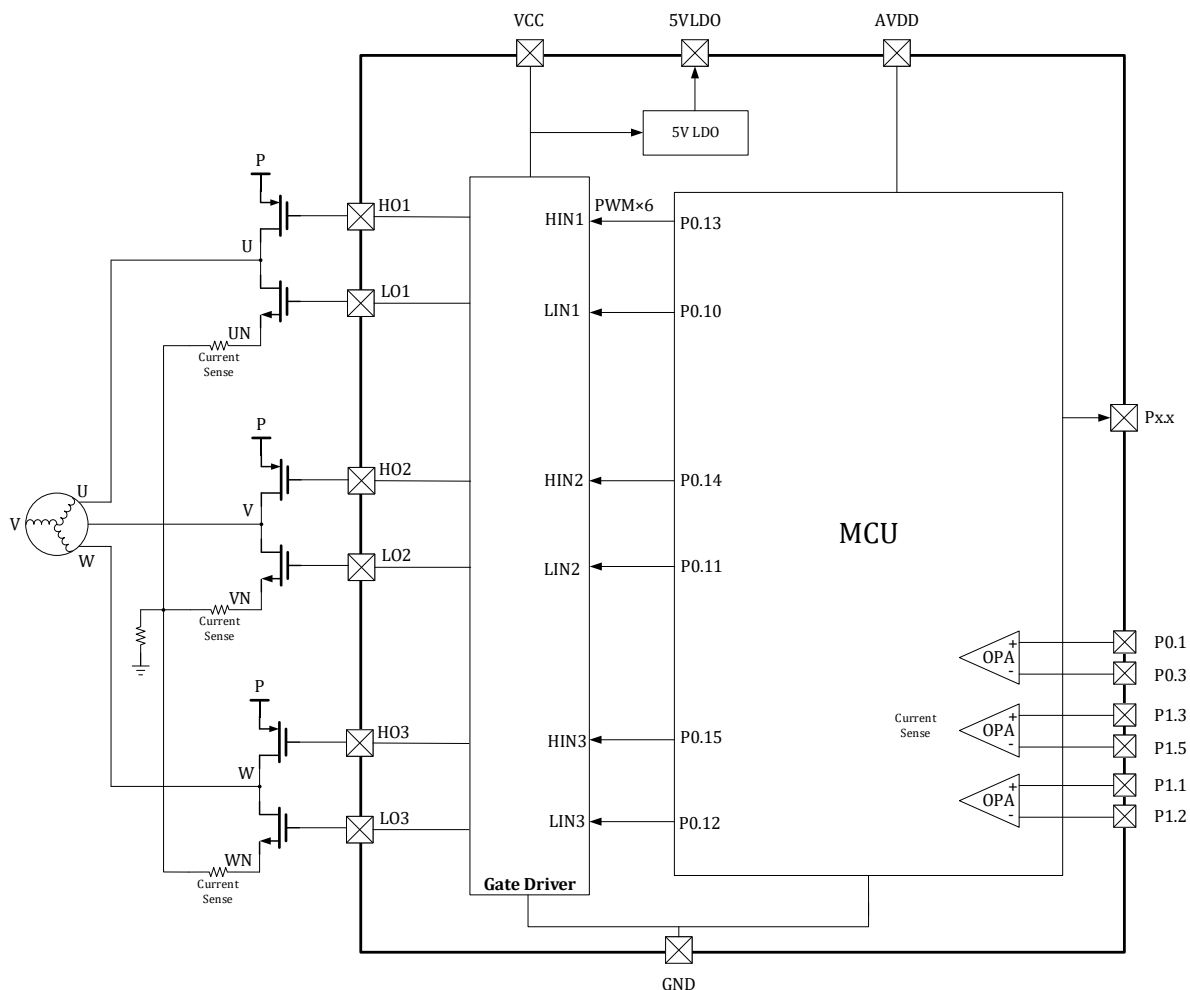 VCC
5VLDO
AVDD
5V LDO
P
HO1
HIN1
PWM×6
P0.13
U
LO1
LIN1
P0.10
UN
Current
Sense
Px.x
P
HO2
HIN2
P0.14
U
V
V
W
MCU
LO2
LIN2
P0.11
VN
Current
Sense
P0.1
+
OPA
-
P0.3
P
P1.3
+
OPA
-
Current
Sense
P1.5
HO3
HIN3
P0.15
W
P1.1
+
OPA
-
P1.2
LO3
LIN3
P0.12
WN
Current
Sense
Gate Driver
GND